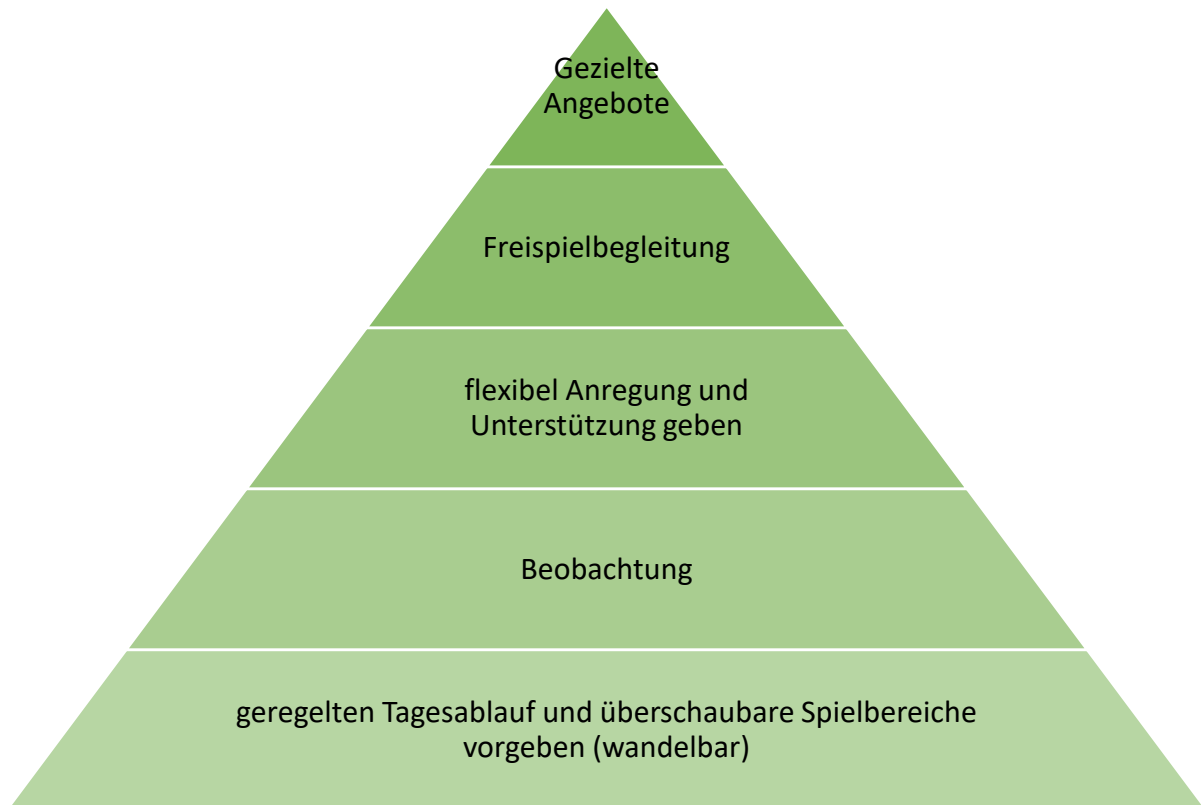 Gezielte
Angebote
Freispielbegleitung
flexibel Anregung und
Unterstützung geben
Beobachtung
geregelten Tagesablauf und überschaubare Spielbereiche
vorgeben (wandelbar)